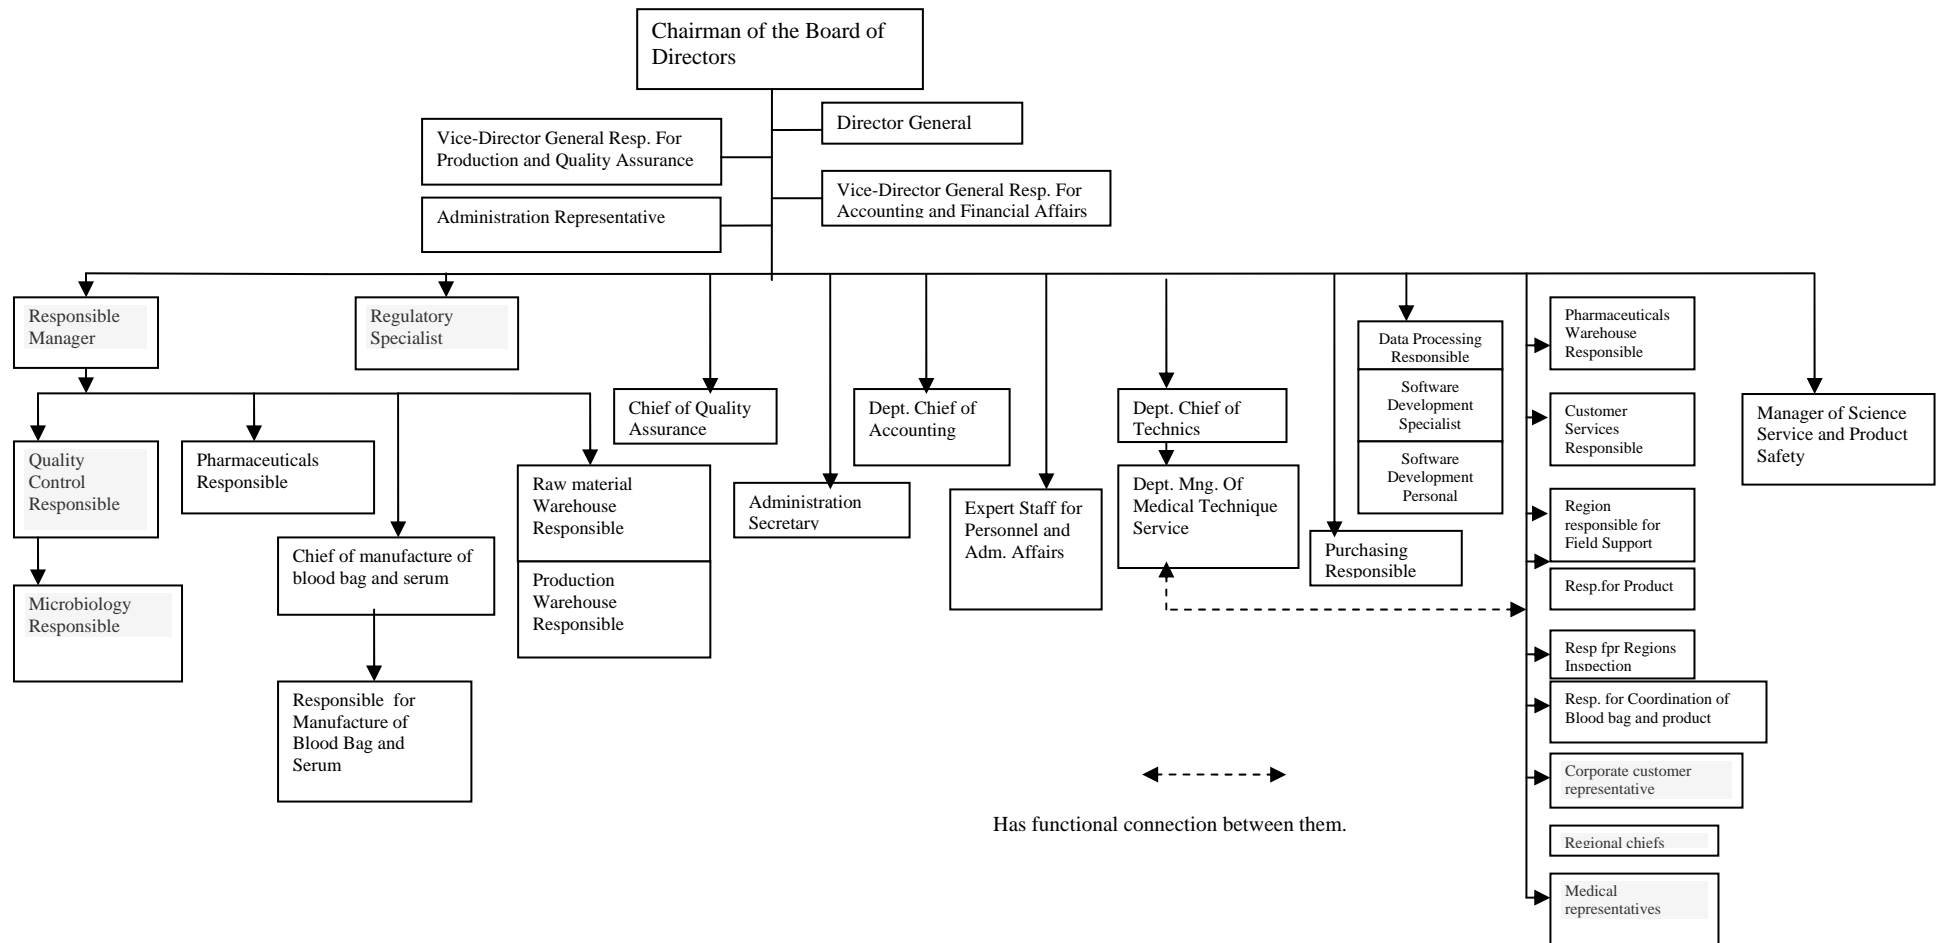 Chairman of the Board of
Directors
Director General
Vice-Director General Resp. For
Production and Quality Assurance
Vice-Director General Resp. For
Accounting and Financial Affairs
Administration Representative
Responsible
Manager
Regulatory
Specialist
Chief of Quality
Assurance
Administration
Secretary
Dept. Chief of
Accounting
Expert Staff for
Personnel and
Adm. Affairs
Dept. Chief of
Technics
Dept. Mng. Of
Medical Technique
Service
Purchasing
Responsible
Data Processing
Responsible
Software
Development
Specialist
Software
Development
Personal
Pharmaceuticals
Warehouse
Responsible
Customer
Services
Responsible
Region
responsible for
Field Support
Resp.for Product
Resp fpr Regions
Inspection
Resp. for Coordination of
Blood bag and product
Corporate customer
representative
Regional chiefs
Medical
representatives
Manager of Science
Service and Product
Safety
Quality
Control
Responsible
Pharmaceuticals
Responsible
Chief of manufacture of
blood bag and serum
Raw material
Warehouse
Responsible
Production
Warehouse
Responsible
Microbiology
Responsible
Responsible for
Manufacture of
Blood Bag and
Serum
Has functional connection between them.